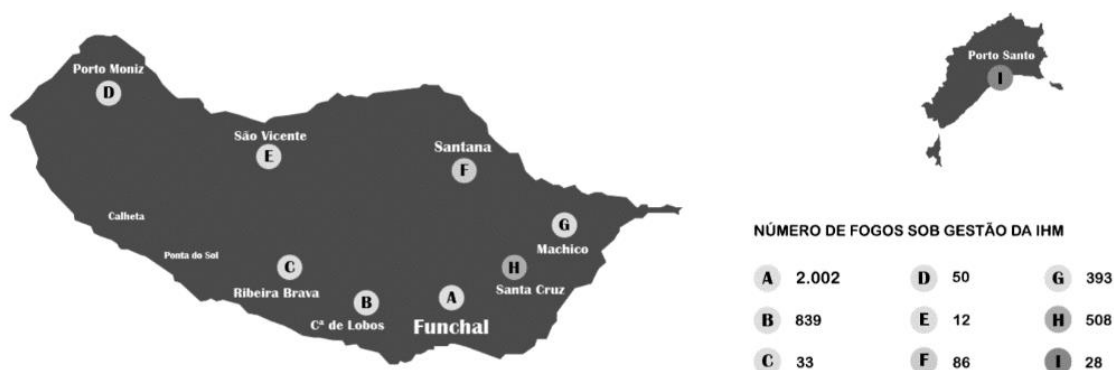 Porto Moniz
D
São Vicente
E
Santana
F
Calheta
G
Machico
Ponta do Sol
C
Ribeira Brava
H
Santa Cruz
B
Cª de Lobos
A
Funchal
Porto Santo
I
NÚMERO DE FOGOS SOB GESTÃO DA IHM
A 2.002 D 50 G 393
B 839 E 12 H 508
C 33 F 86 I 28